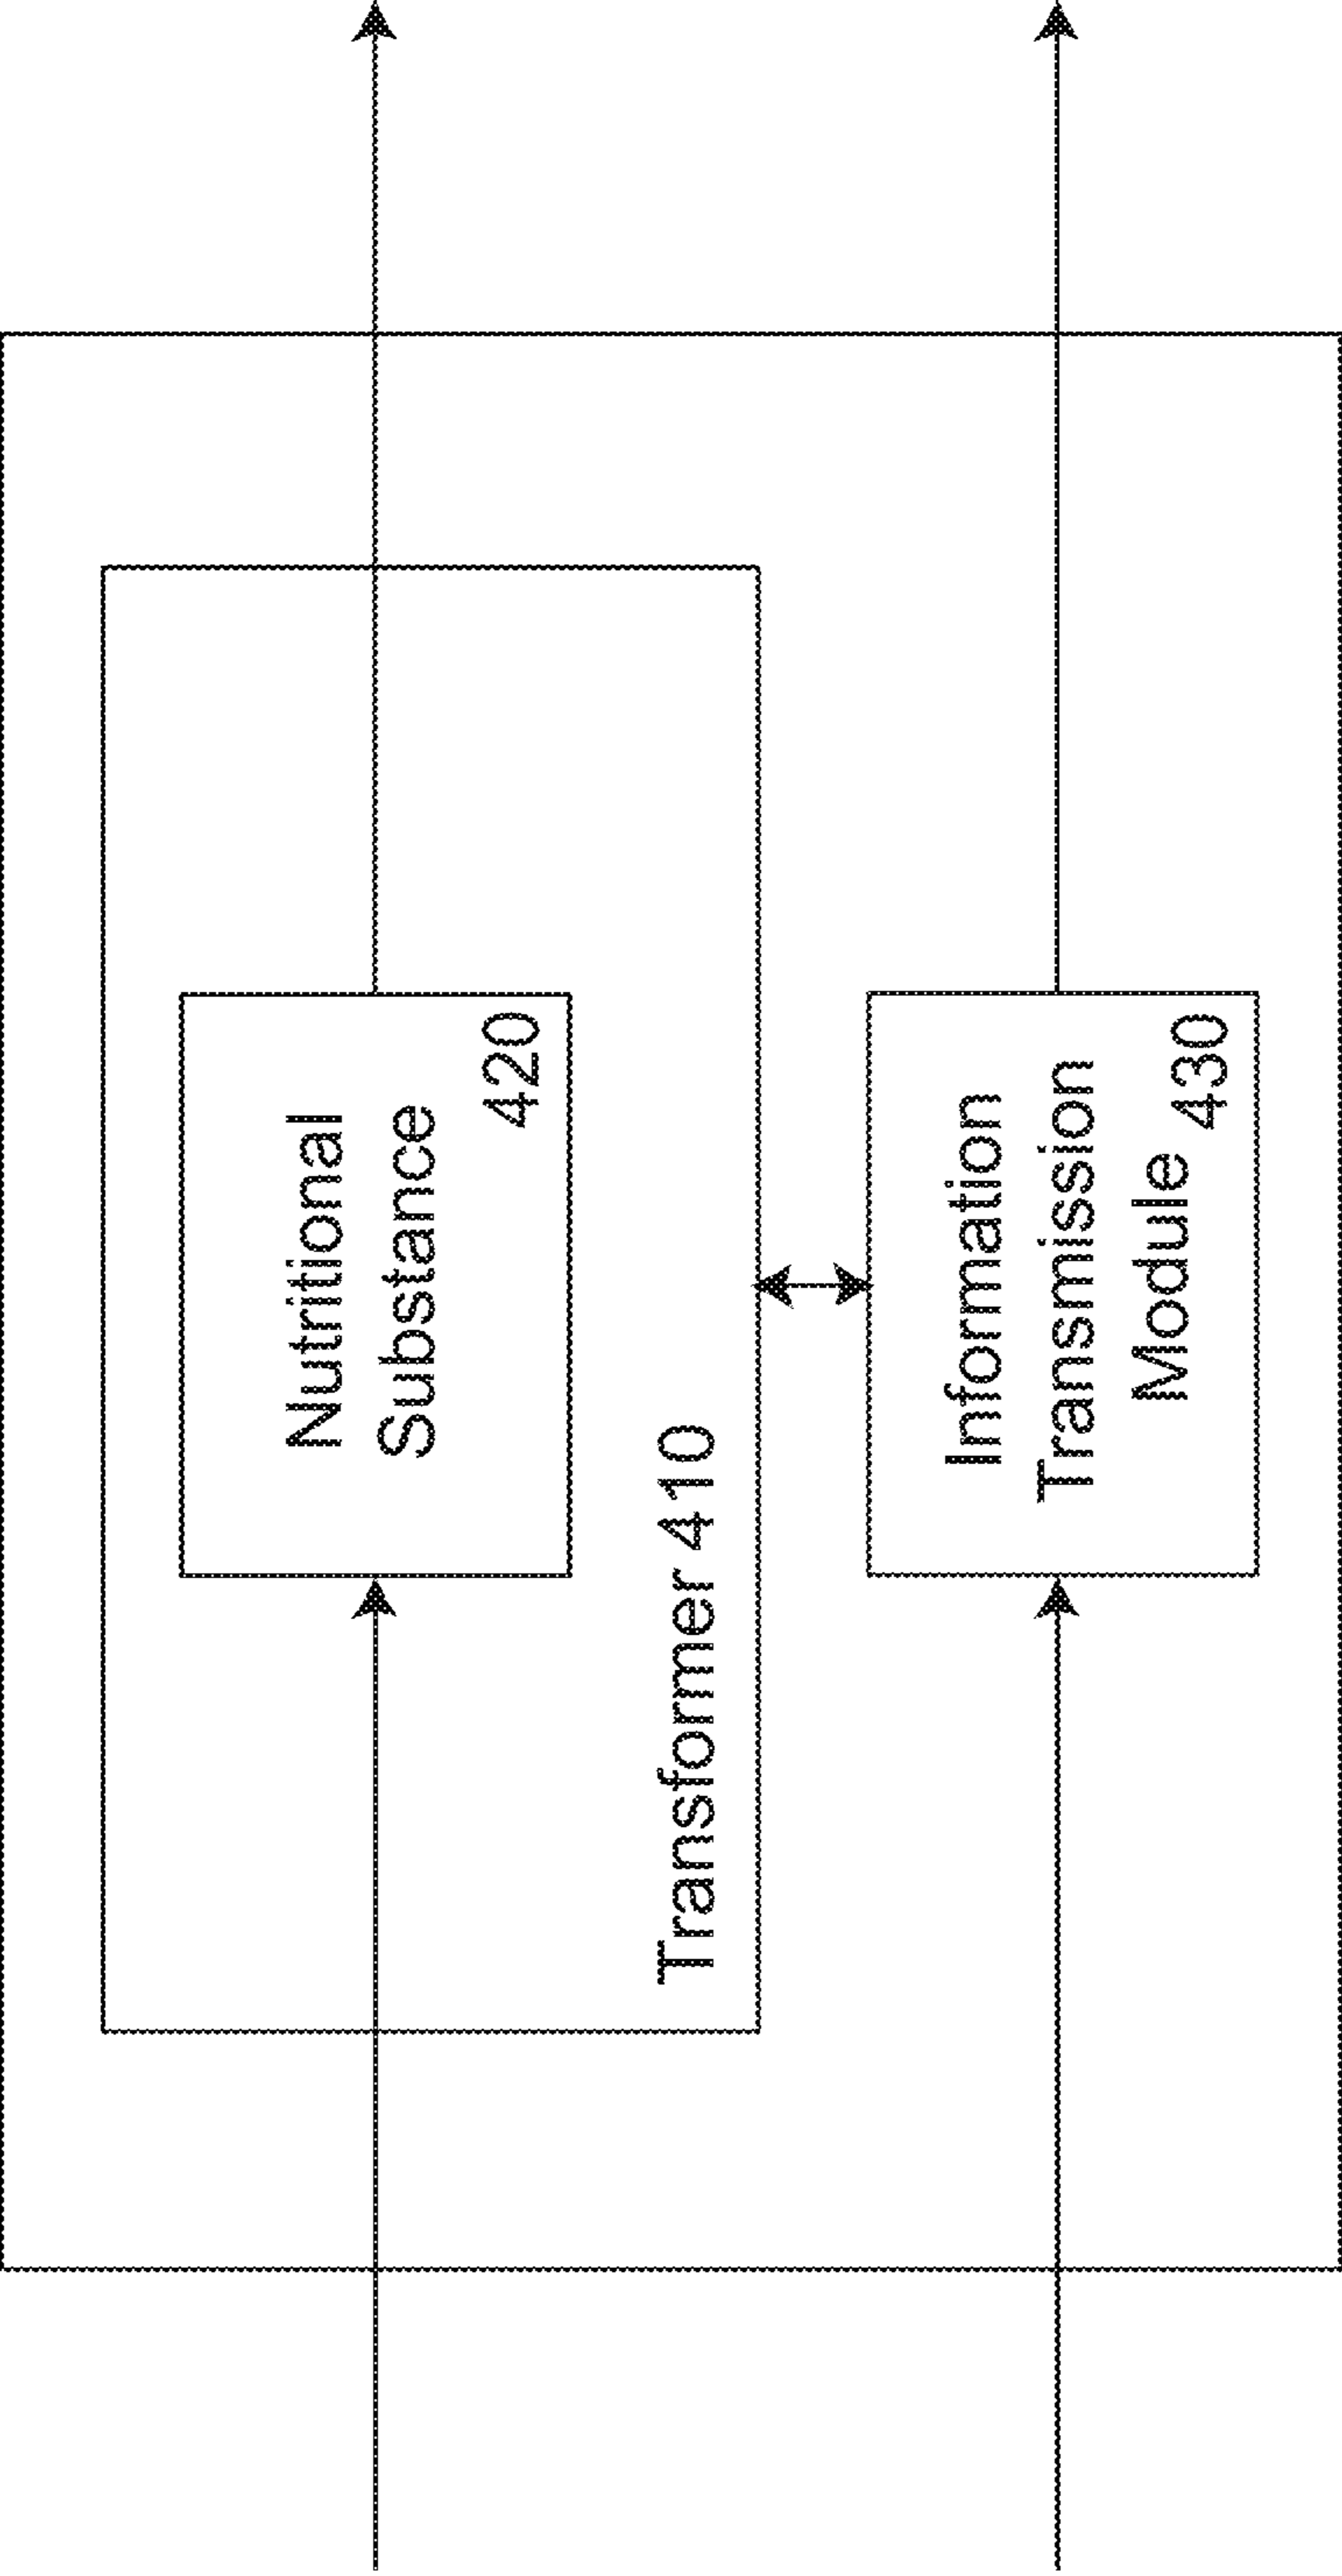 Nutritional
Substance
420
Transformer 410
Information
Transmission
Module
430